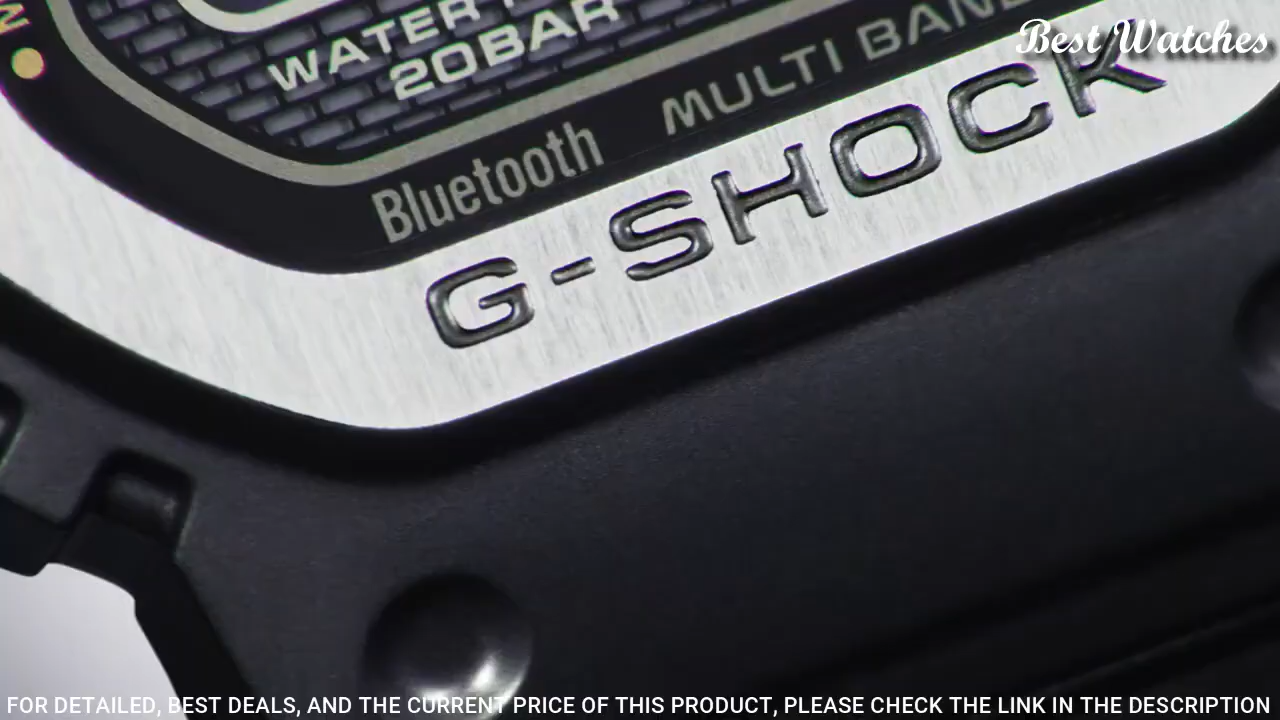 Best Watches
WATER
20BAR
MULTI BAND
Bluetooth
G-SHOCK
FOR DETAILED, BEST DEALS, AND THE CURRENT PRICE OF THIS PRODUCT, PLEASE CHECK THE LINK IN THE DESCRIPTION